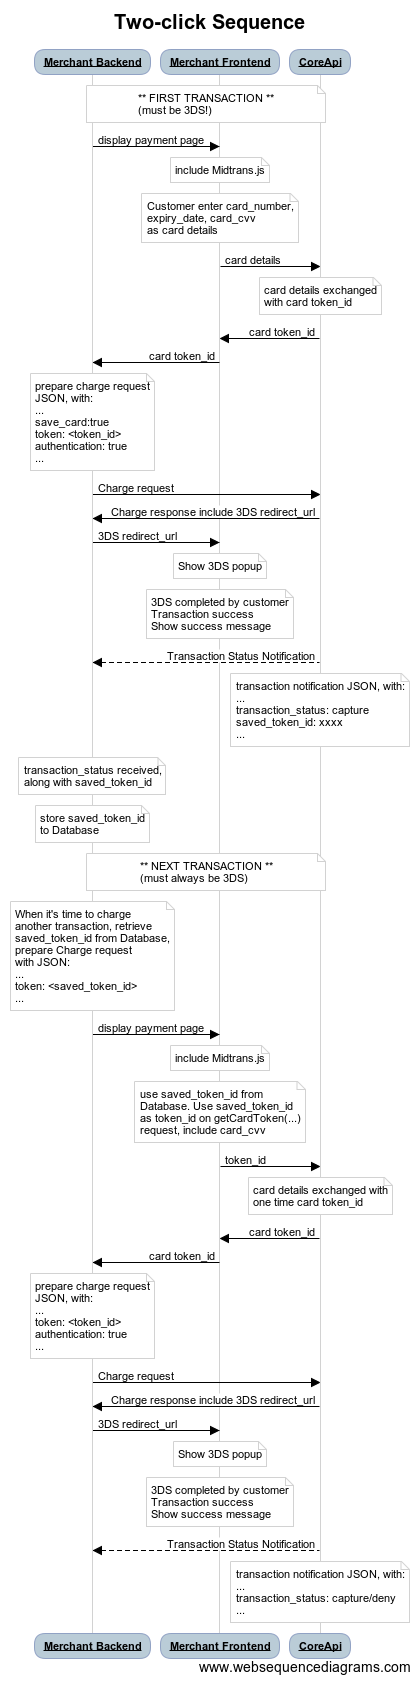 Two-click Sequence
Merchant Backend
Merchant Frontend
CoreApi
** FIRST TRANSACTION **
(must be 3DS!)
display payment page
include Midtrans.js
Customer enter card_number,
expiry_date, card_cvv
as card details
card details
card details exchanged
with card token_id
card token_id
card token_id
prepare charge request
JSON, with:
...
save_card:true
token: <token_id>
authentication: true
...
Charge request
Charge response include 3DS redirect_url
3DS redirect_url
Show 3DS popup
3DS completed by customer
Transaction success
Show success message
Transaction Status Notification
transaction notification JSON, with:
...
transaction_status: capture
saved_token_id: xxxx
...
transaction_status received,
along with saved_token_id
store saved_token_id
to Database
** NEXT TRANSACTION **
(must always be 3DS)
When it's time to charge
another transaction, retrieve
saved_token_id from Database,
prepare Charge request
with JSON:
...
token: <saved_token_id>
...
display payment page
include Midtrans.js
use saved_token_id from
Database. Use saved_token_id
as token_id on getCardToken(...)
request, include card_cvv
token_id
card details exchanged with
one time card token_id
card token_id
card token_id
prepare charge request
JSON, with:
...
token: <token_id>
authentication: true
...
Charge request
Charge response include 3DS redirect_url
3DS redirect_url
Show 3DS popup
3DS completed by customer
Transaction success
Show success message
Transaction Status Notification
transaction notification JSON, with:
...
transaction_status: capture/deny
...
Merchant Backend
Merchant Frontend
CoreApi
www.websequencediagrams.com